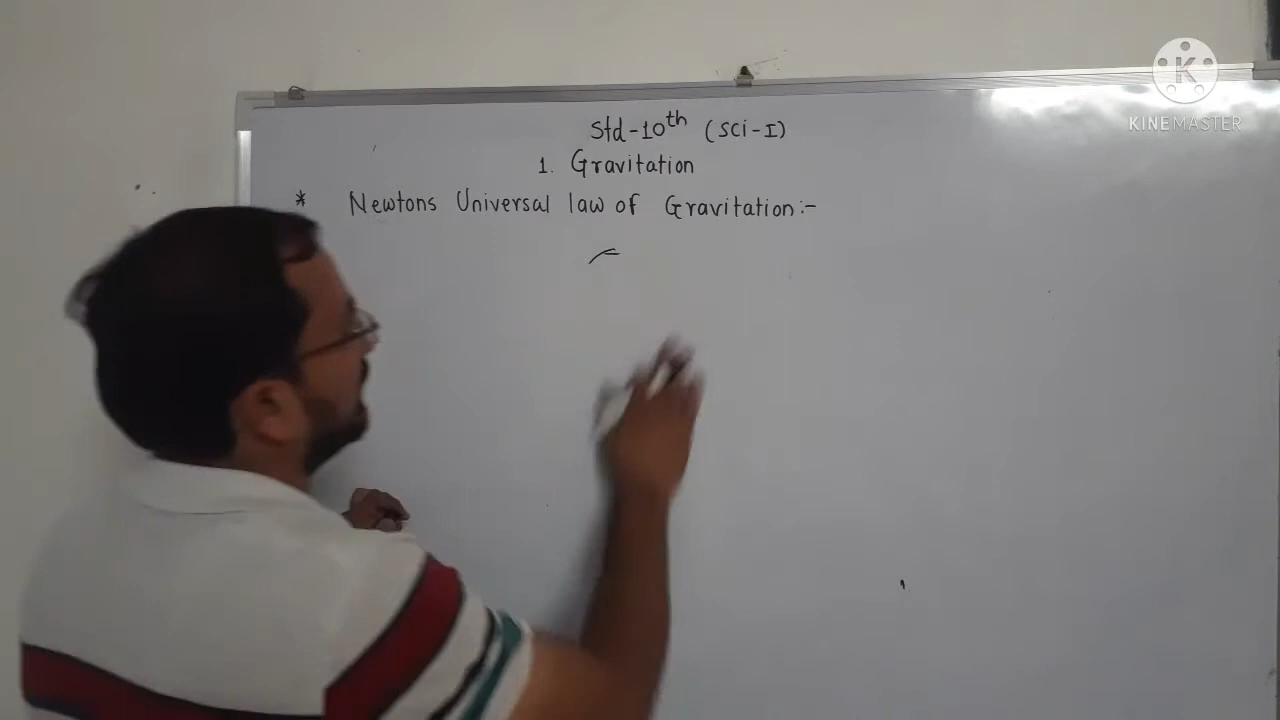 Std-10th (SCI-I)
1. Gravitation
* Newtons Universal law of Gravitation:-
K
KINEMASTER